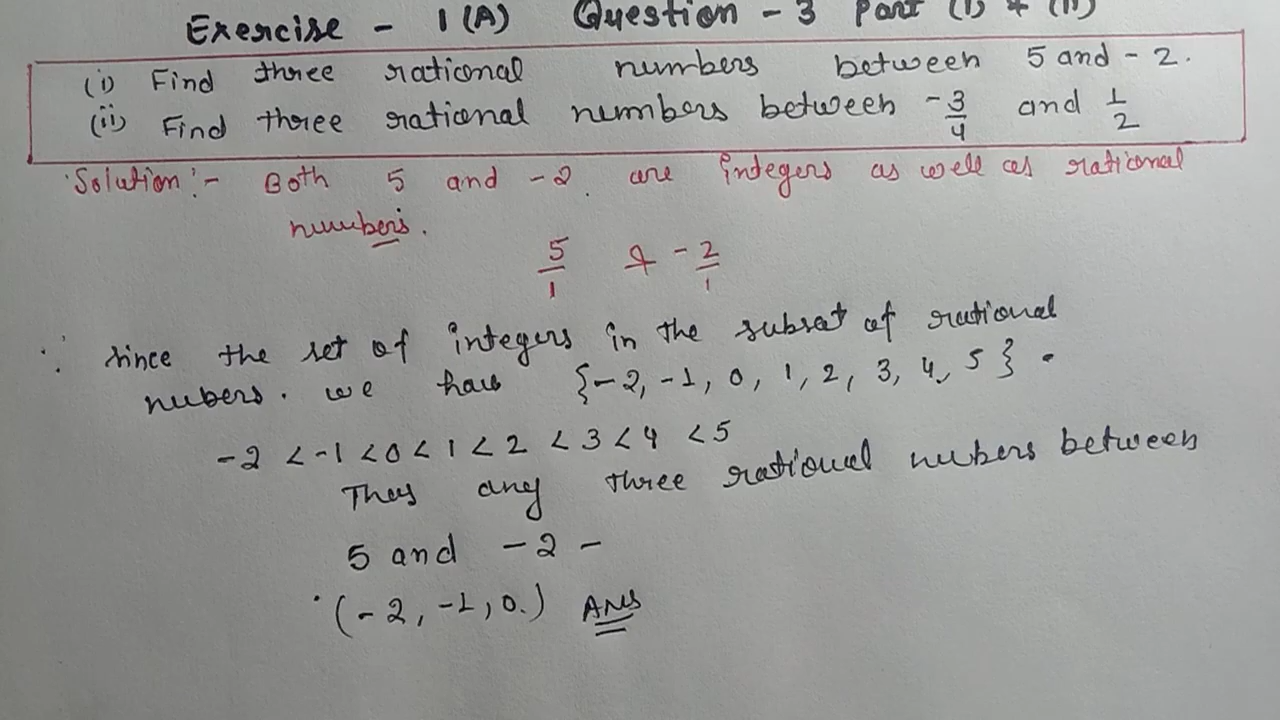 Exercise - 1(A) Question - 3 Part (i) & (ii)
(i) Find three rational numbers between 5 and - 2.
(ii) Find three rational numbers between -3/4 and 1/2
Solution:- Both 5 and -2 are integers as well as rational
numbers.
5/1 & -2/1
∵ since the set of integers in the subset of rational
nubers. we have {-2, -1, 0, 1, 2, 3, 4, 5}.
-2 < -1 < 0 < 1 < 2 < 3 < 4 < 5
Thus any three rational nubers between
5 and -2 -
(-2, -1, 0.) Ans